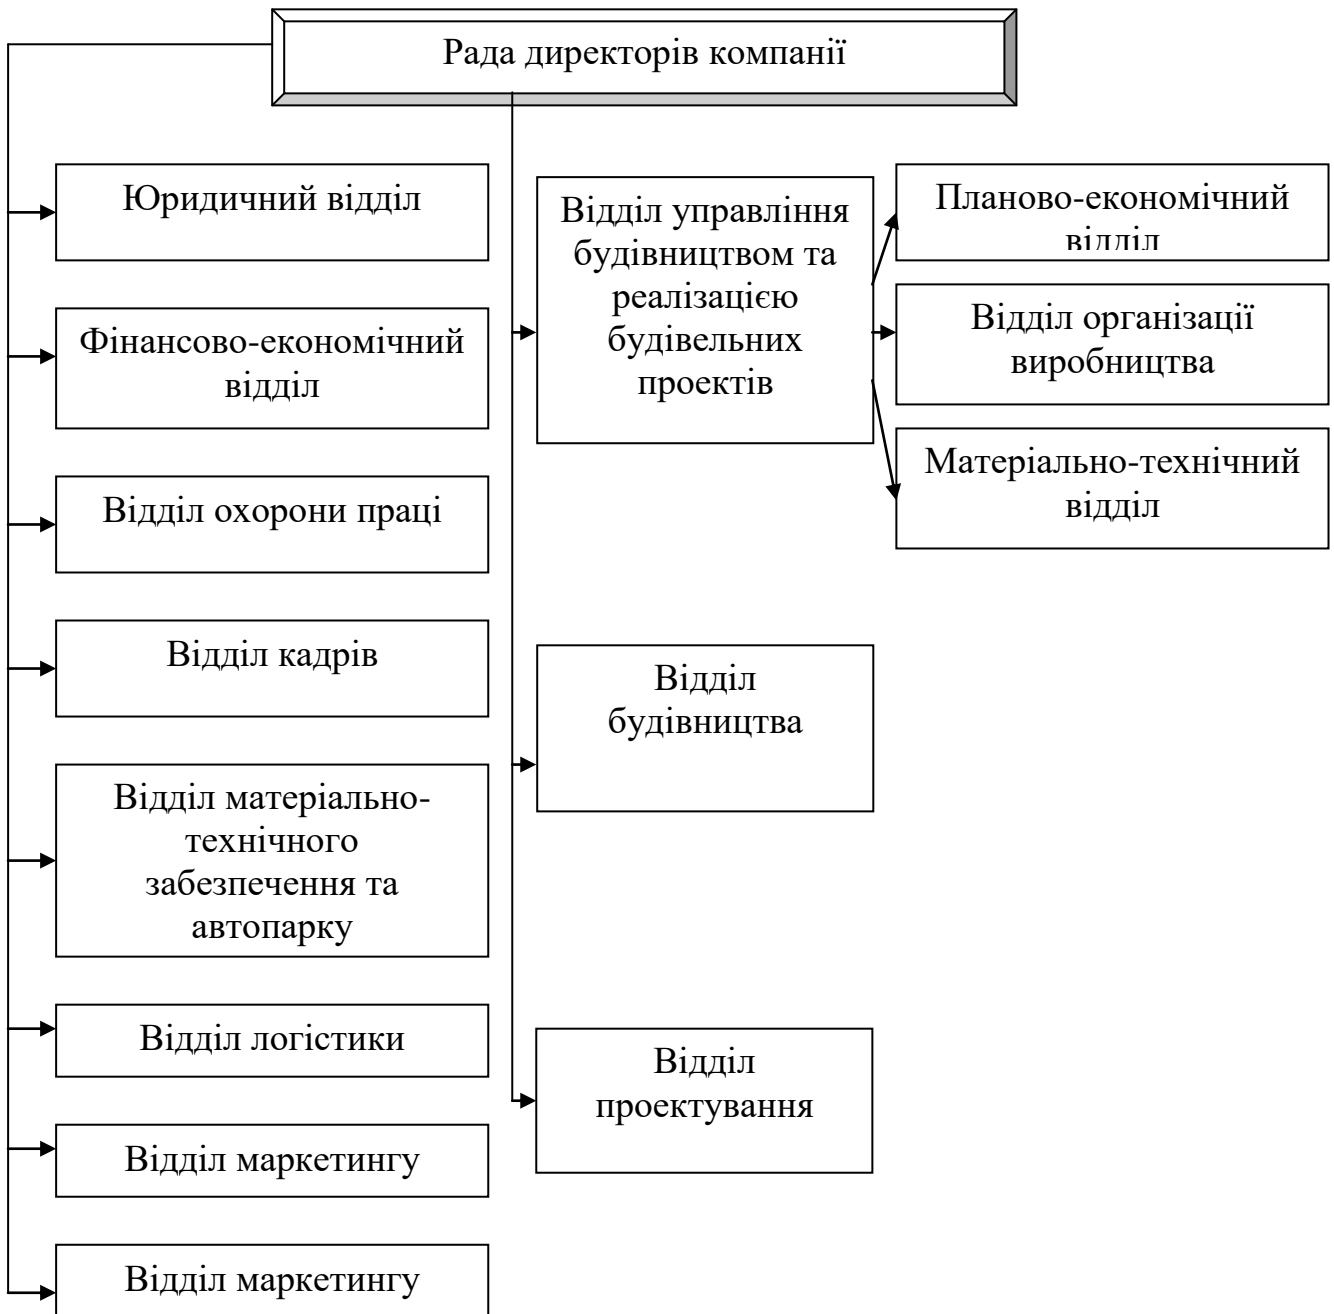 Рада директорів компанії
Юридичний відділ
Фінансово-економічний
відділ
Відділ охорони праці
Відділ кадрів
Відділ матеріально-
технічного
забезпечення та
автопарку
Відділ логістики
Відділ маркетингу
Відділ маркетингу
Відділ управління
будівництвом та
реалізацією
будівельних
проектів
Відділ
будівництва
Відділ
проектування
Планово-економічний
відділ
Відділ організації
виробництва
Матеріально-технічний
відділ